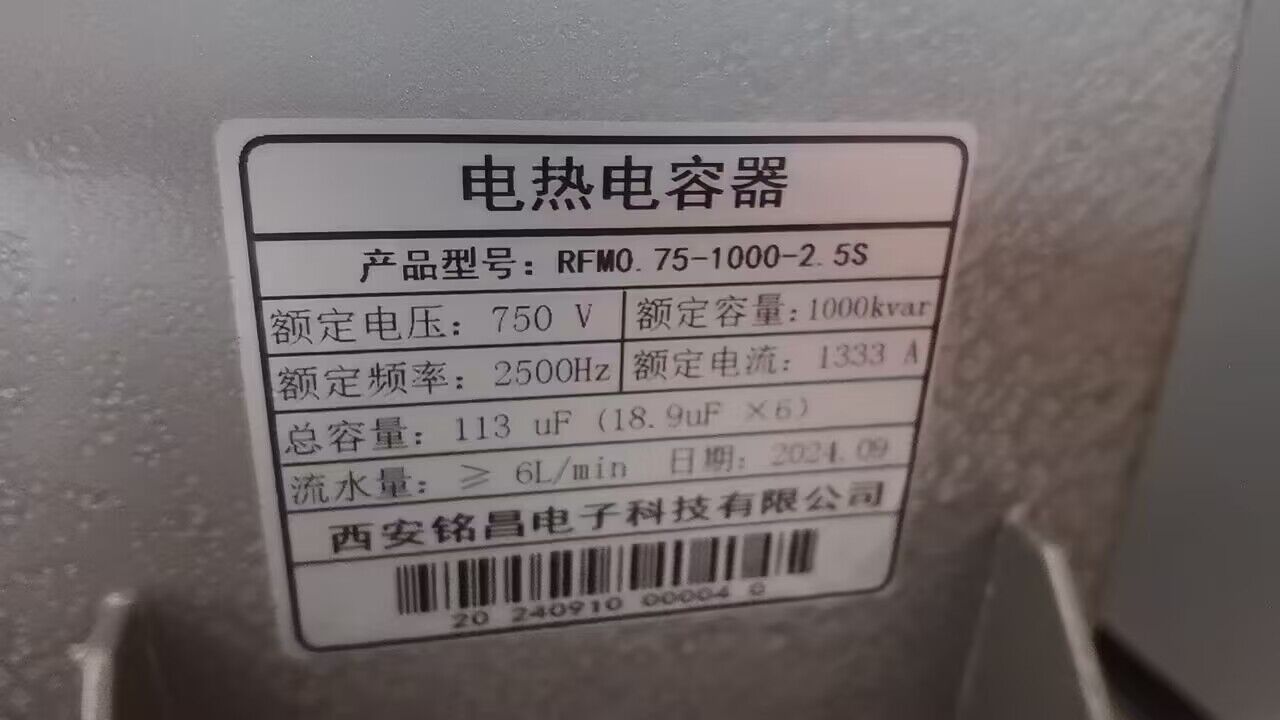 电热电容器
产品型号: RFM0.75-1000-2.5S
额定电压: 750 V 额定容量: 1000kvar
额定频率: 2500Hz 额定电流: 1333 A
总容量: 113 uF (18.9uF ×6)
流水量: ≥ 6L/min 日期: 2024.09
西安铭昌电子科技有限公司
20 240910 00004 0